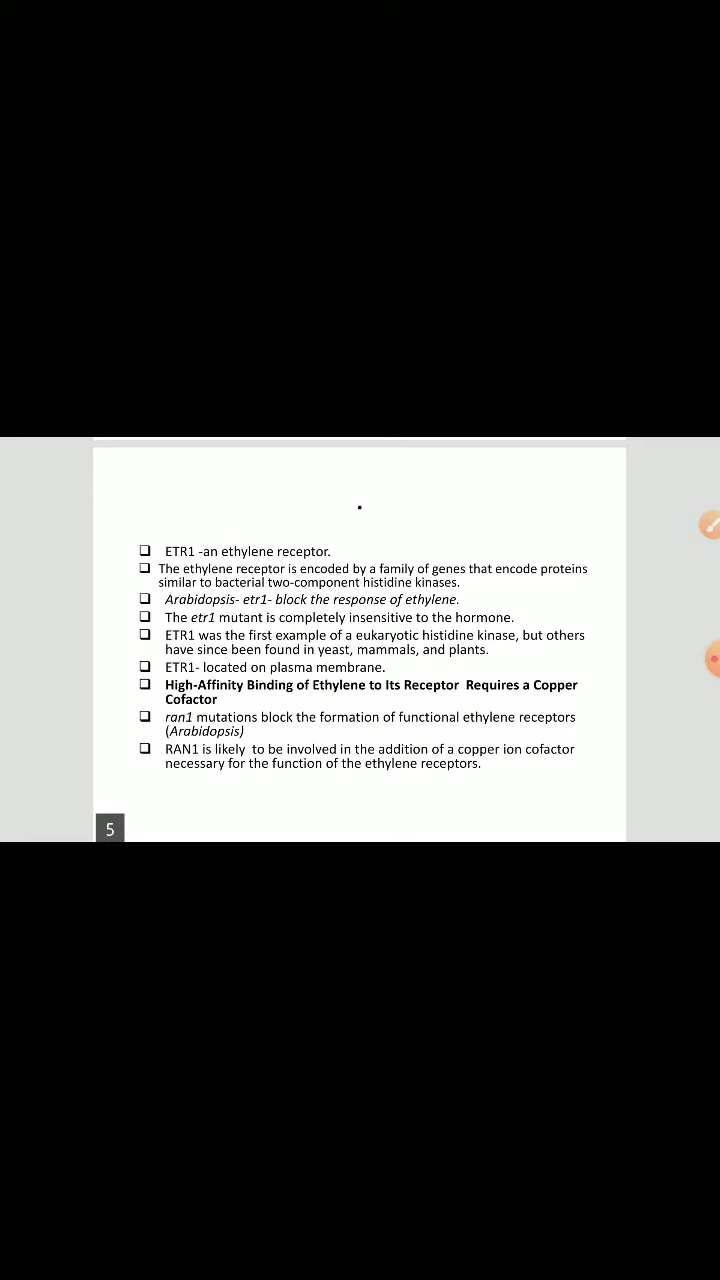 ❑ ETR1 -an ethylene receptor.
❑ The ethylene receptor is encoded by a family of genes that encode proteins
similar to bacterial two-component histidine kinases.
❑ Arabidopsis- etr1- block the response of ethylene.
❑ The etr1 mutant is completely insensitive to the hormone.
❑ ETR1 was the first example of a eukaryotic histidine kinase, but others
have since been found in yeast, mammals, and plants.
❑ ETR1- located on plasma membrane.
❑ High-Affinity Binding of Ethylene to Its Receptor Requires a Copper
Cofactor
❑ ran1 mutations block the formation of functional ethylene receptors
(Arabidopsis)
❑ RAN1 is likely to be involved in the addition of a copper ion cofactor
necessary for the function of the ethylene receptors.
5